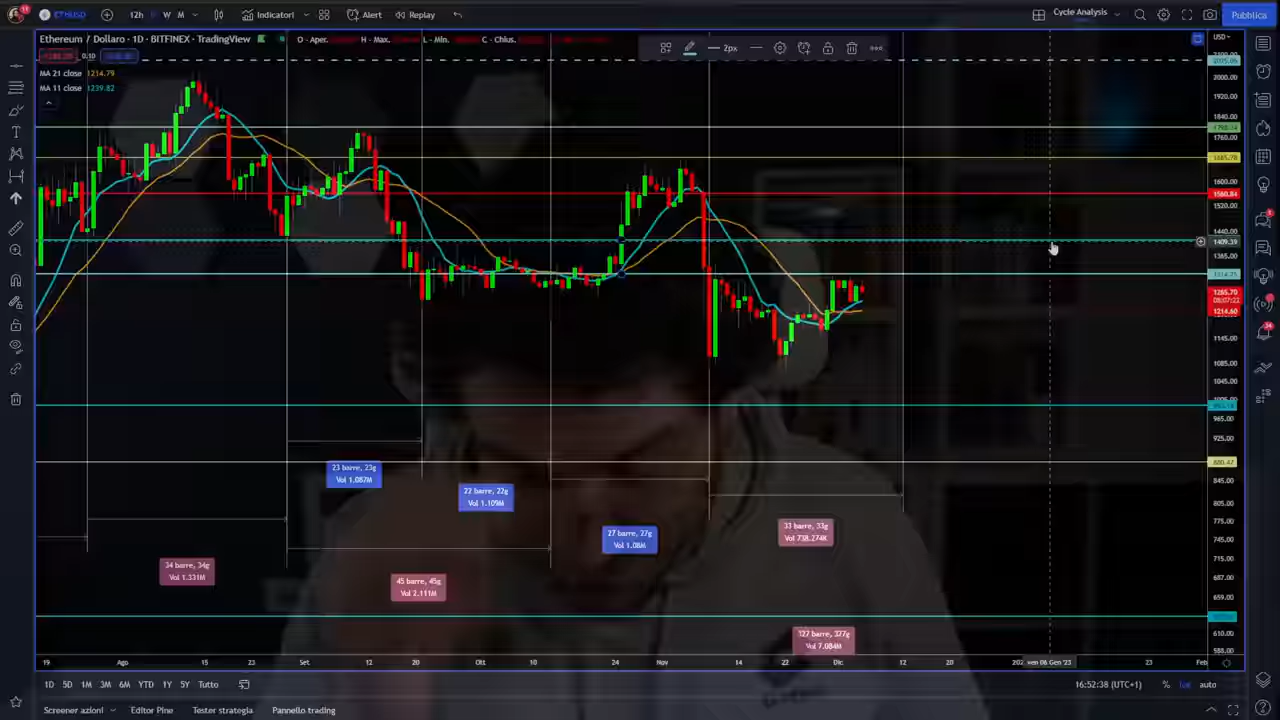 11
ETHUSD
12h
W
M
Indicatori
Alert
Replay
Cycle Analysis
Pubblica
Ethereum / Dollaro · 1D · BITFINEX · TradingView
O - Aper.
H - Max.
L - Min.
C - Chius.
0.10
MA 21 close 1214.79
MA 11 close 1239.82
2px
USD
2000.00
1920.00
1840.00
1760.00
1685.78
1600.00
1560.84
1520.00
1440.00
1409.39
1385.00
1265.70
08:07:22
1214.60
1145.00
1085.00
1045.00
965.00
925.00
880.47
845.00
805.00
775.00
745.00
715.00
687.00
659.00
610.00
588.00
23 barre, 23g
Vol 1.087M
22 barre, 22g
Vol 1.109M
27 barre, 27g
Vol 1.08M
33 barre, 33g
Vol 738.274K
34 barre, 34g
Vol 1.331M
45 barre, 45g
Vol 2.111M
Vol 7.084M
19
Ago
15
23
Set
12
20
Ott
10
24
Nov
14
22
Dic
12
20
ven 06 Gen '23
23
Feb
1D
5D
1M
3M
6M
YTD
1Y
5Y
Tutto
16:52:38 (UTC+1)
%
log
auto
Screener azioni
Editor Pine
Tester strategia
Pannello trading